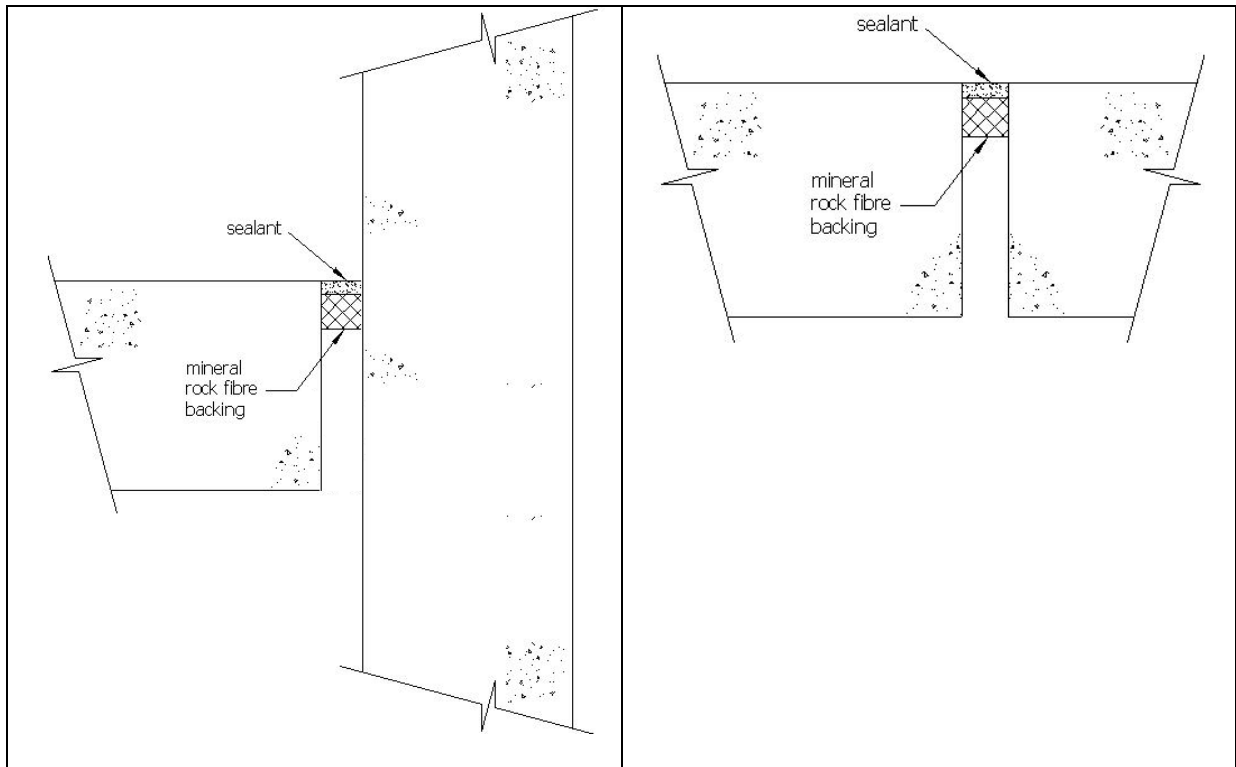 sealant
mineral
rock fibre
backing
sealant
mineral
rock fibre
backing